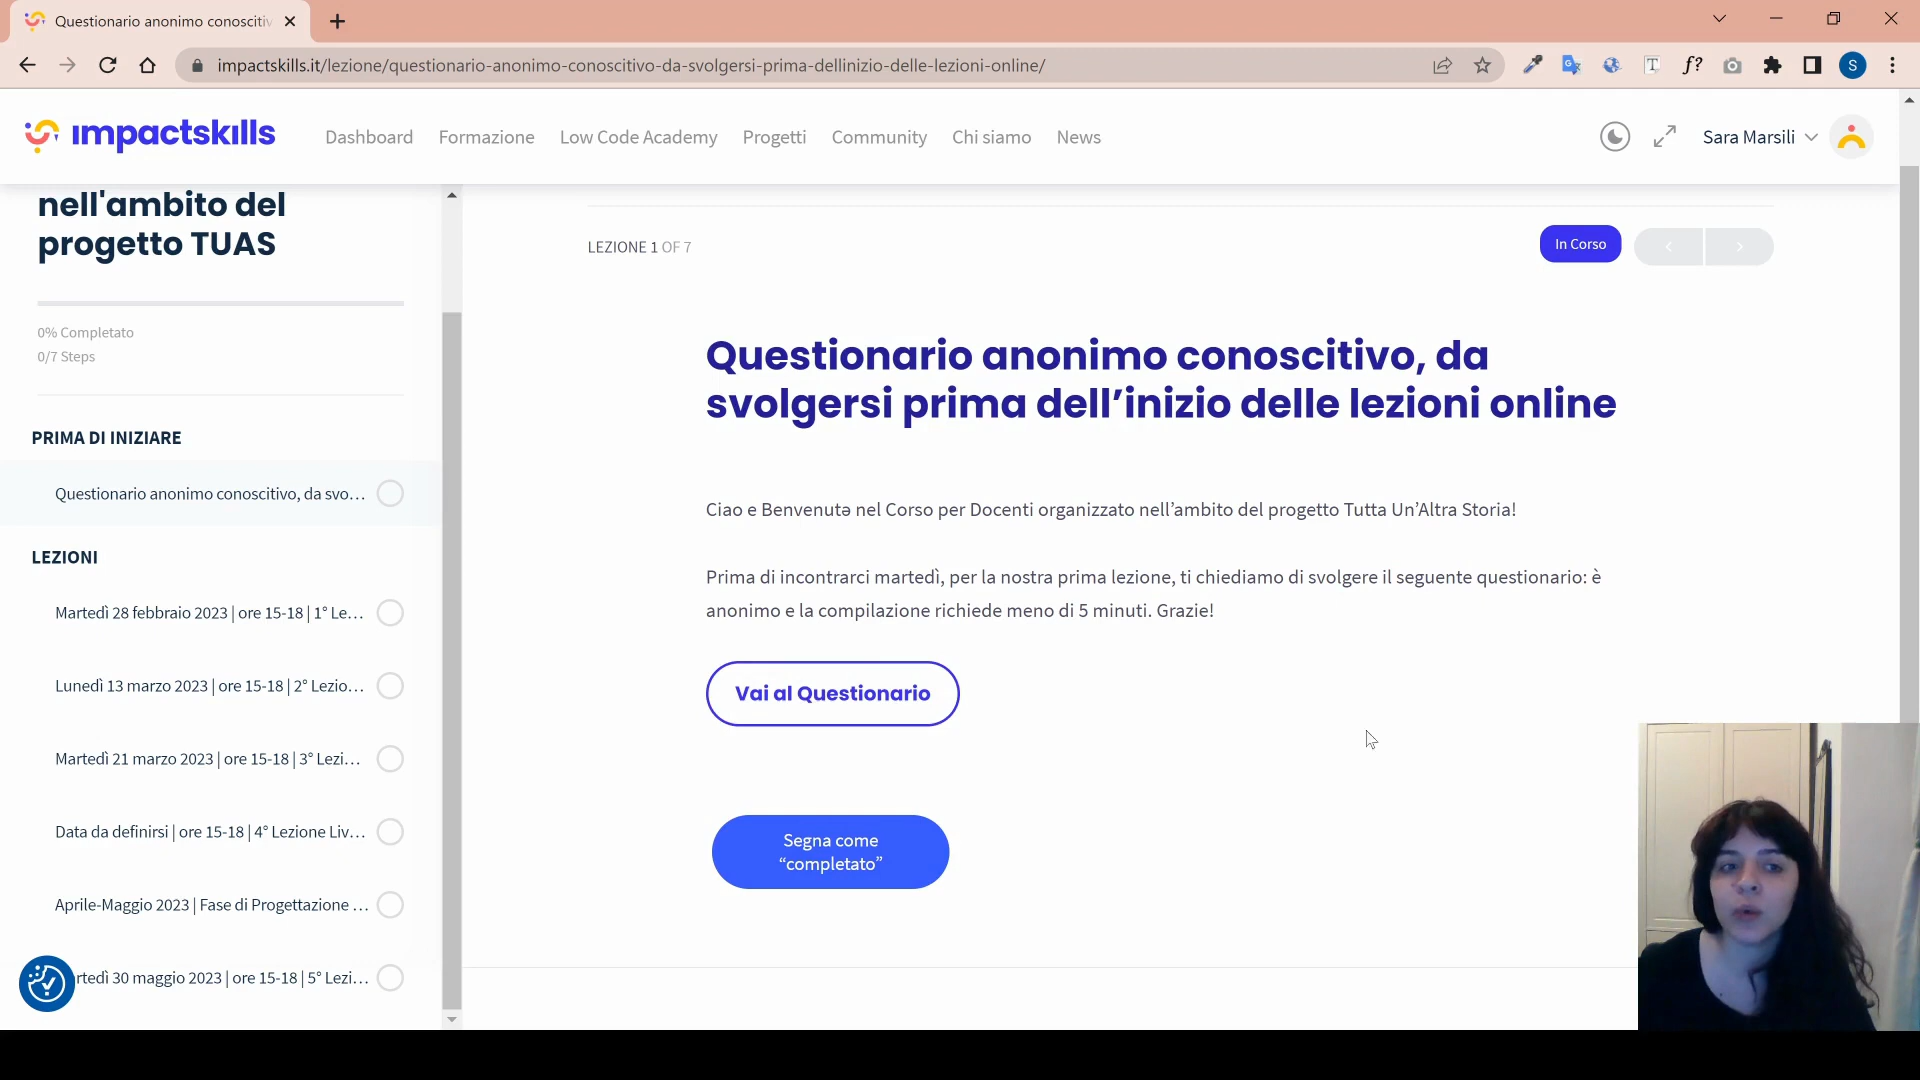 Questionario anonimo conoscitiv
impactskills.it/lezione/questionario-anonimo-conoscitivo-da-svolgersi-prima-dellinizio-delle-lezioni-online/
S
ımpactskılls
Dashboard
Formazione
Low Code Academy
Progetti
Community
Chi siamo
News
Sara Marsili
nell'ambito del
progetto TUAS
0% Completato
0/7 Steps
PRIMA DI INIZIARE
Questionario anonimo conoscitivo, da svo…
LEZIONI
Martedì 28 febbraio 2023 | ore 15-18 | 1° Le…
Lunedì 13 marzo 2023 | ore 15-18 | 2° Lezio…
Martedì 21 marzo 2023 | ore 15-18 | 3° Lezi…
Data da definirsi | ore 15-18 | 4° Lezione Liv…
Aprile-Maggio 2023 | Fase di Progettazione …
rtedì 30 maggio 2023 | ore 15-18 | 5° Lezi…
LEZIONE 1 OF 7
In Corso
Questionario anonimo conoscitivo, da
svolgersi prima dell’inizio delle lezioni online
Ciao e Benvenutə nel Corso per Docenti organizzato nell’ambito del progetto Tutta Un’Altra Storia!
Prima di incontrarci martedì, per la nostra prima lezione, ti chiediamo di svolgere il seguente questionario: è
anonimo e la compilazione richiede meno di 5 minuti. Grazie!
Vai al Questionario
Segna come
“completato”